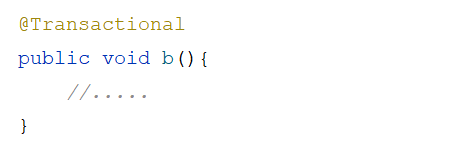 @Transactional
public void b(){
    //.....
}